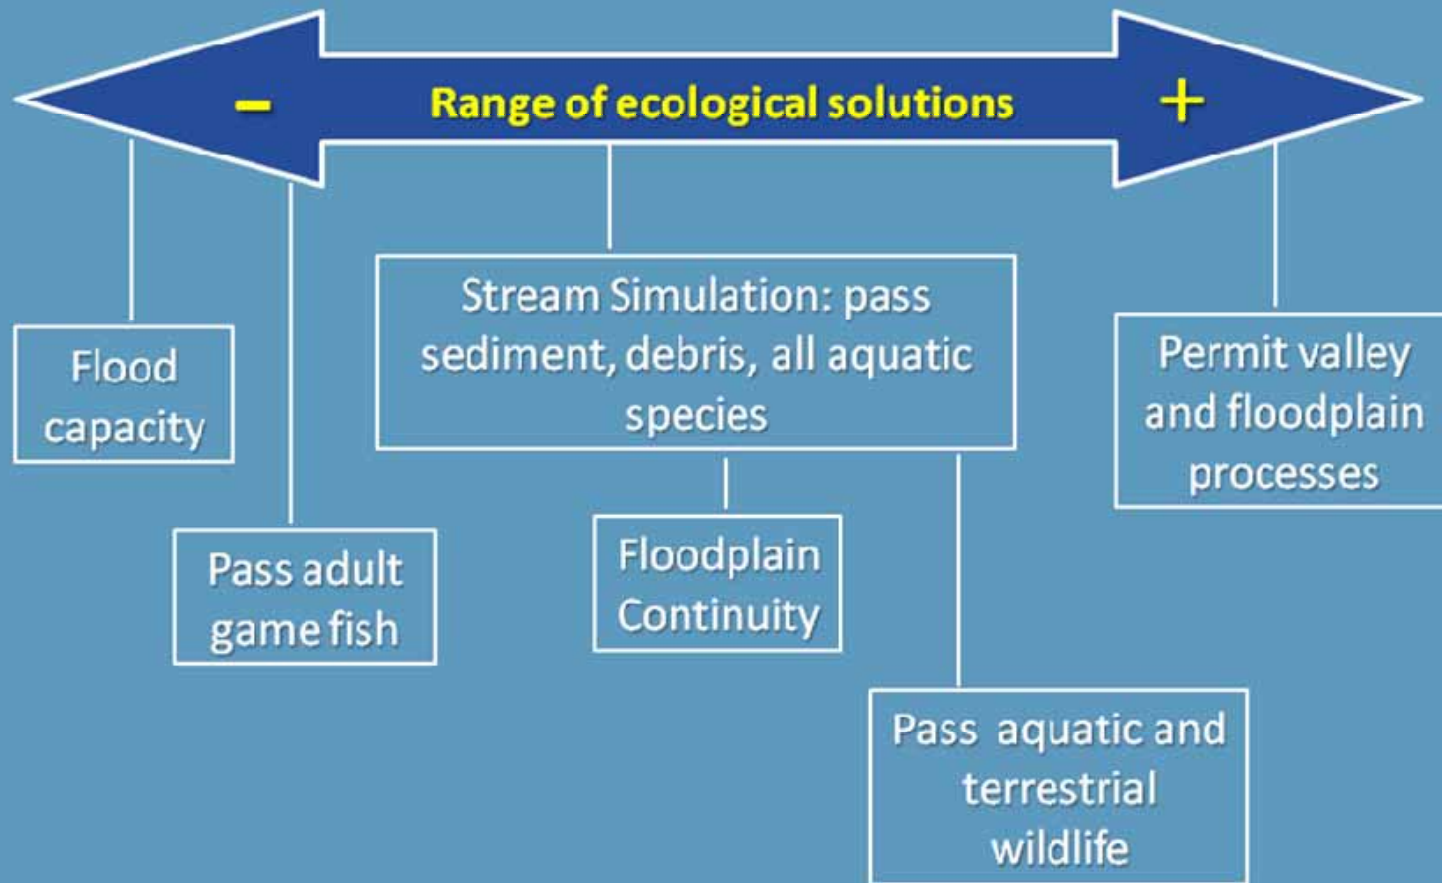 – Range of ecological solutions +
Flood
capacity
Pass adult
game fish
Stream Simulation: pass
sediment, debris, all aquatic
species
Floodplain
Continuity
Pass aquatic and
terrestrial
wildlife
Permit valley
and floodplain
processes